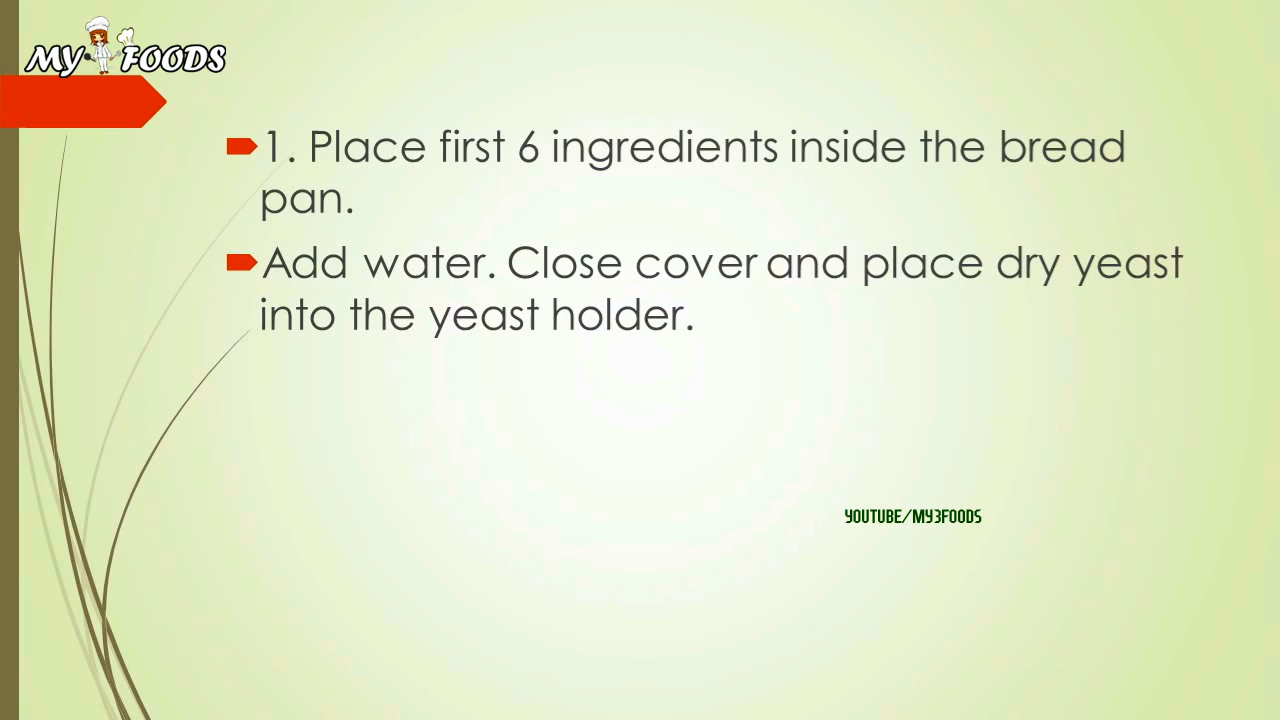 MY FOODS
1. Place first 6 ingredients inside the bread
pan.
Add water. Close cover and place dry yeast
into the yeast holder.
YOUTUBE/MY3FOODS